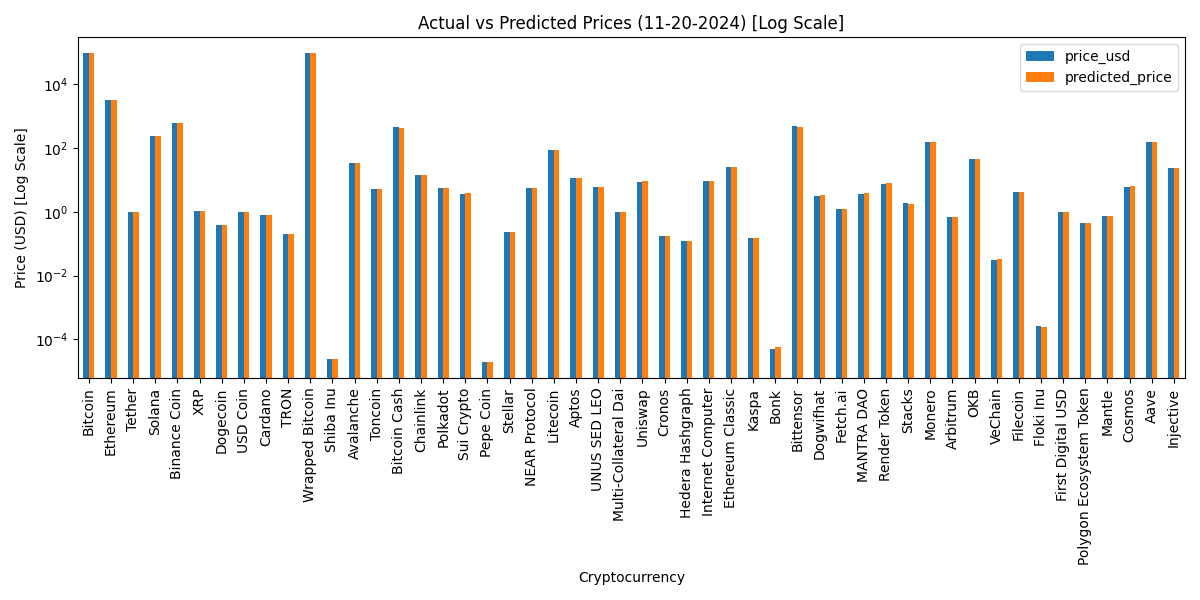 Actual vs Predicted Prices (11-20-2024) [Log Scale]
price_usd
predicted_price
Price (USD) [Log Scale]
10^4
10^2
10^0
10^-2
10^-4
Bitcoin
Ethereum
Tether
Solana
Binance Coin
XRP
Dogecoin
USD Coin
Cardano
TRON
Wrapped Bitcoin
Shiba Inu
Avalanche
Toncoin
Bitcoin Cash
Chainlink
Polkadot
Sui Crypto
Pepe Coin
Stellar
NEAR Protocol
Litecoin
Aptos
UNUS SED LEO
Multi-Collateral Dai
Uniswap
Cronos
Hedera Hashgraph
Internet Computer
Ethereum Classic
Kaspa
Bonk
Bittensor
Dogwifhat
Fetch.ai
MANTRA DAO
Render Token
Stacks
Monero
Arbitrum
OKB
VeChain
Filecoin
Floki Inu
First Digital USD
Polygon Ecosystem Token
Mantle
Cosmos
Aave
Injective
Cryptocurrency